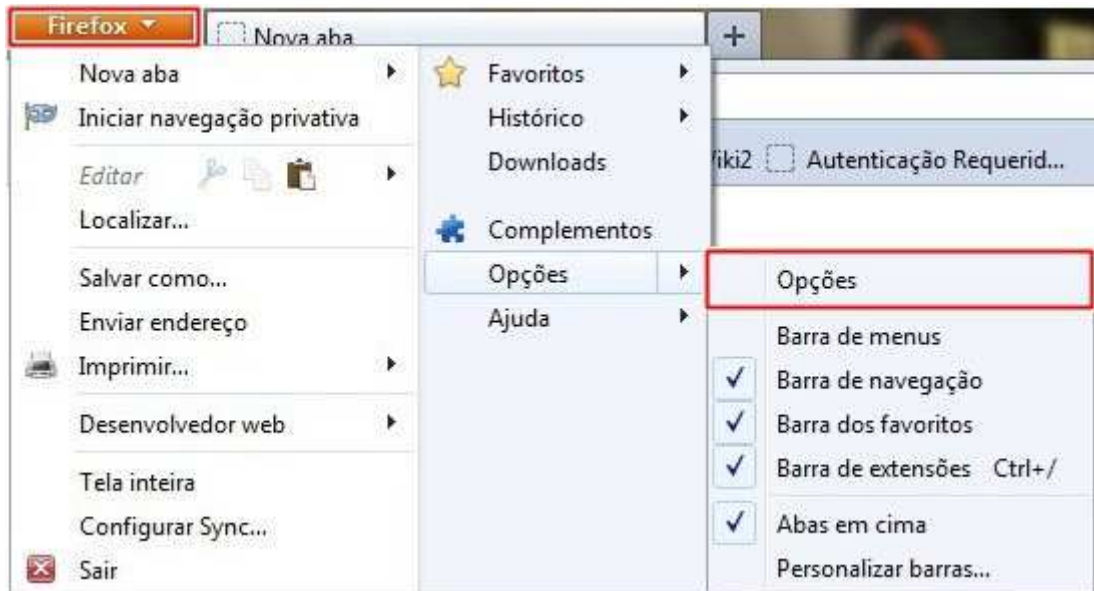 Firefox
Nova aba
Nova aba
Iniciar navegação privativa
Editar
Localizar...
Salvar como...
Enviar endereço
Imprimir...
Desenvolvedor web
Tela inteira
Configurar Sync...
Sair
Favoritos
Histórico
Downloads
Complementos
Opções
Ajuda
iki2
Autenticação Requerid...
Opções
Barra de menus
Barra de navegação
Barra dos favoritos
Barra de extensões Ctrl+/
Abas em cima
Personalizar barras...